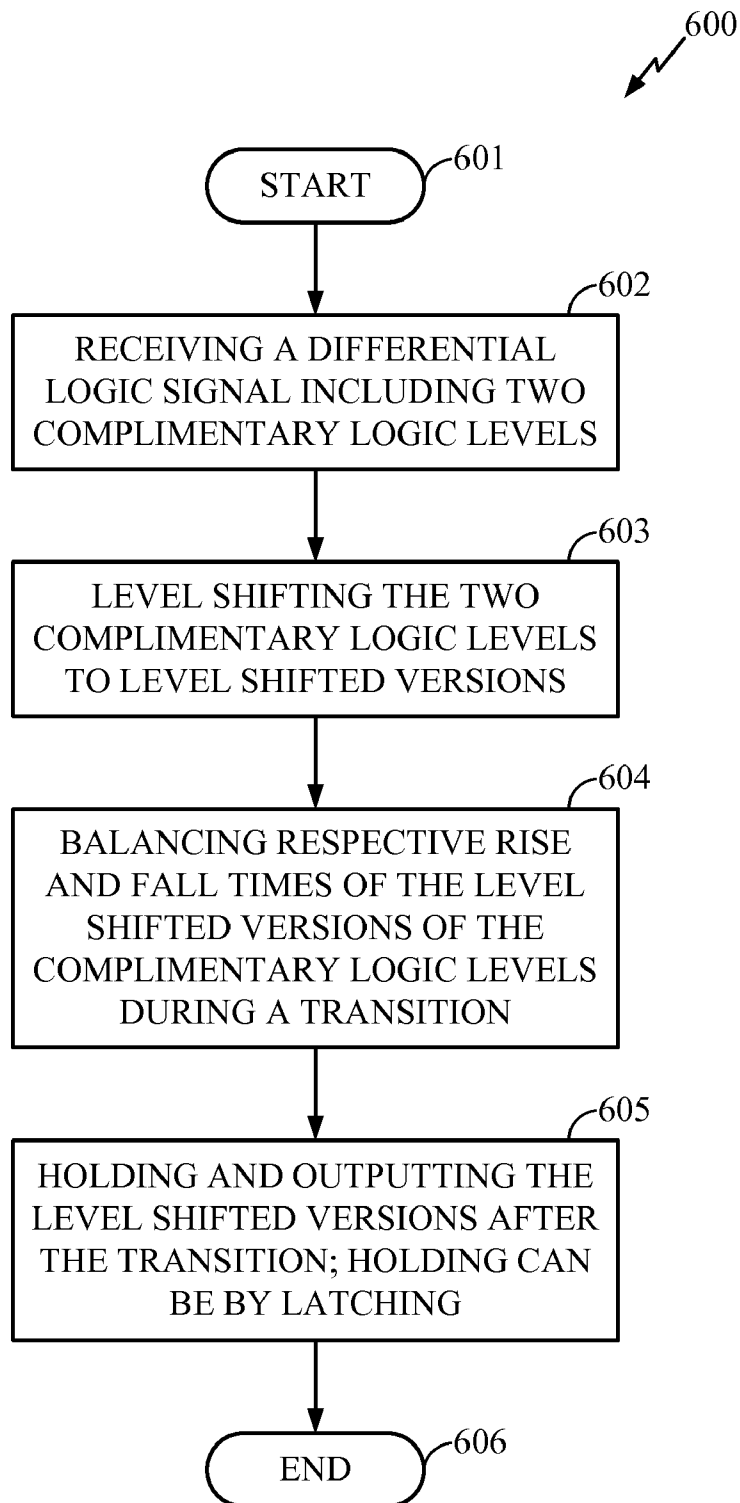 600
START
601
602
RECEIVING A DIFFERENTIAL
LOGIC SIGNAL INCLUDING TWO
COMPLIMENTARY LOGIC LEVELS
603
LEVEL SHIFTING THE TWO
COMPLIMENTARY LOGIC LEVELS
TO LEVEL SHIFTED VERSIONS
604
BALANCING RESPECTIVE RISE
AND FALL TIMES OF THE LEVEL
SHIFTED VERSIONS OF THE
COMPLIMENTARY LOGIC LEVELS
DURING A TRANSITION
605
HOLDING AND OUTPUTTING THE
LEVEL SHIFTED VERSIONS AFTER
THE TRANSITION; HOLDING CAN
BE BY LATCHING
END
606